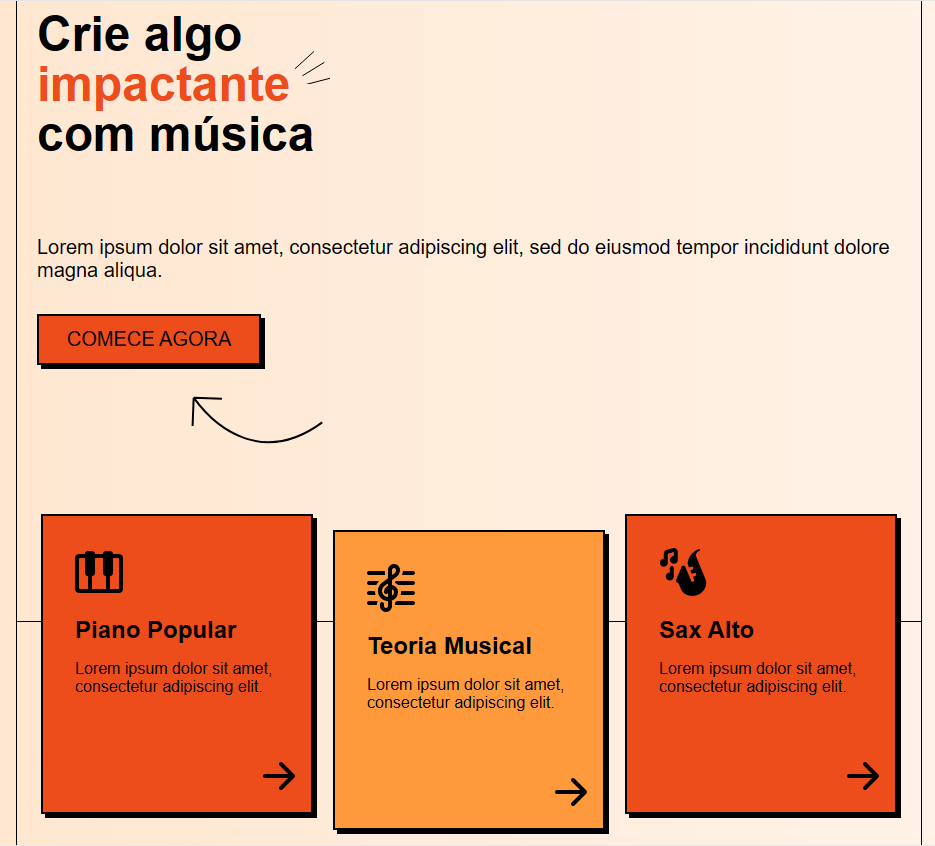 Crie algo
impactante
com música
Lorem ipsum dolor sit amet, consectetur adipiscing elit, sed do eiusmod tempor incididunt dolore
magna aliqua.
COMECE AGORA
Piano Popular
Lorem ipsum dolor sit amet,
consectetur adipiscing elit.
Teoria Musical
Lorem ipsum dolor sit amet,
consectetur adipiscing elit.
Sax Alto
Lorem ipsum dolor sit amet,
consectetur adipiscing elit.